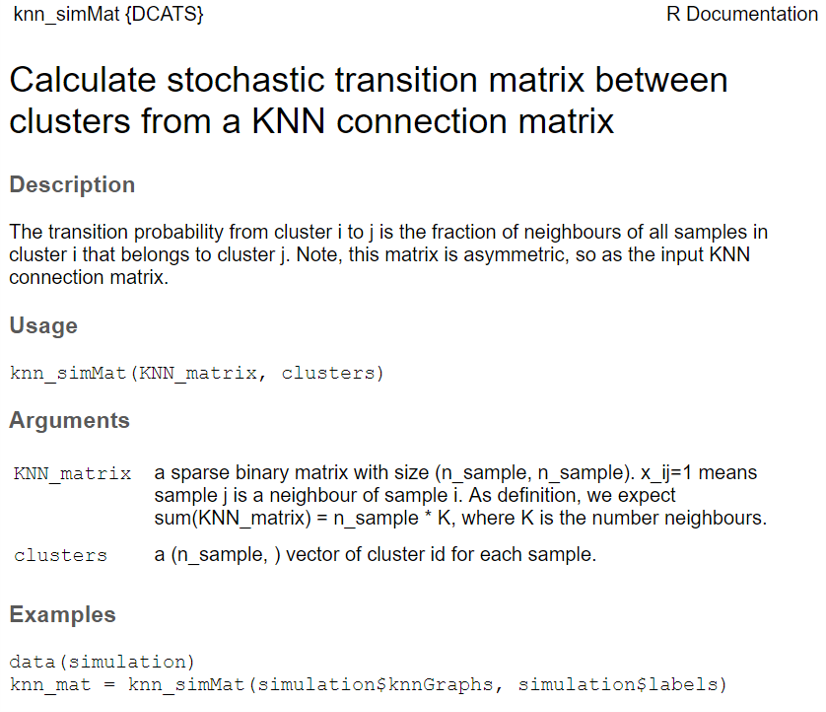 knn_simMat {DCATS} R Documentation
Calculate stochastic transition matrix between
clusters from a KNN connection matrix
Description
The transition probability from cluster i to j is the fraction of neighbours of all samples in
cluster i that belongs to cluster j. Note, this matrix is asymmetric, so as the input KNN
connection matrix.
Usage
knn_simMat(KNN_matrix, clusters)
Arguments
KNN_matrix a sparse binary matrix with size (n_sample, n_sample). x_ij=1 means
sample j is a neighbour of sample i. As definition, we expect
sum(KNN_matrix) = n_sample * K, where K is the number neighbours.
clusters a (n_sample, ) vector of cluster id for each sample.
Examples
data(simulation)
knn_mat = knn_simMat(simulation$knnGraphs, simulation$labels)